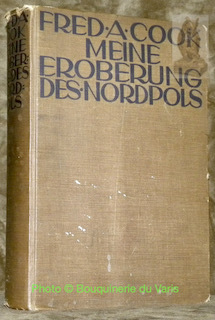 FRED·A·COOK
MEINE
EROBERUNG
DES·NORDPOLS
Photo © Bouquinerie du Varis